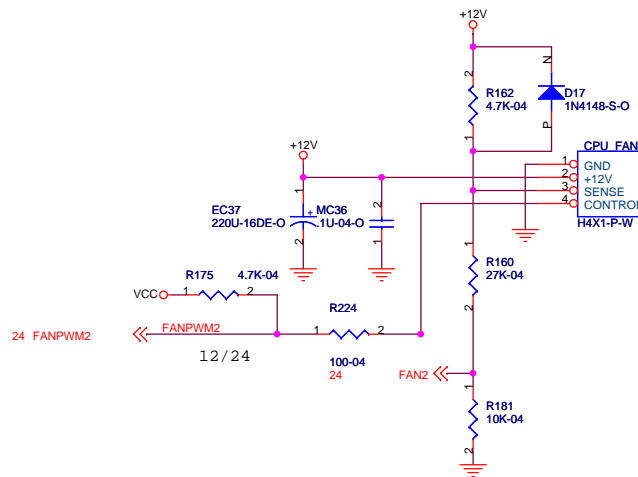 +12V
N
2
R162
4.7K-04
1
D17
1N4148-S-O
P
+12V
CPU_FAN
1 GND
2 +12V
3 SENSE
4 CONTROL
H4X1-P-W
1
EC37
220U-16DE-O
+
2
2
MC36
.1U-04-O
1
1
R160
27K-04
2
R175
4.7K-04
VCC
1
2
R224
1
2
100-04
24
24 FANPWM2
FANPWM2
12/24
FAN2
1
R181
10K-04
2